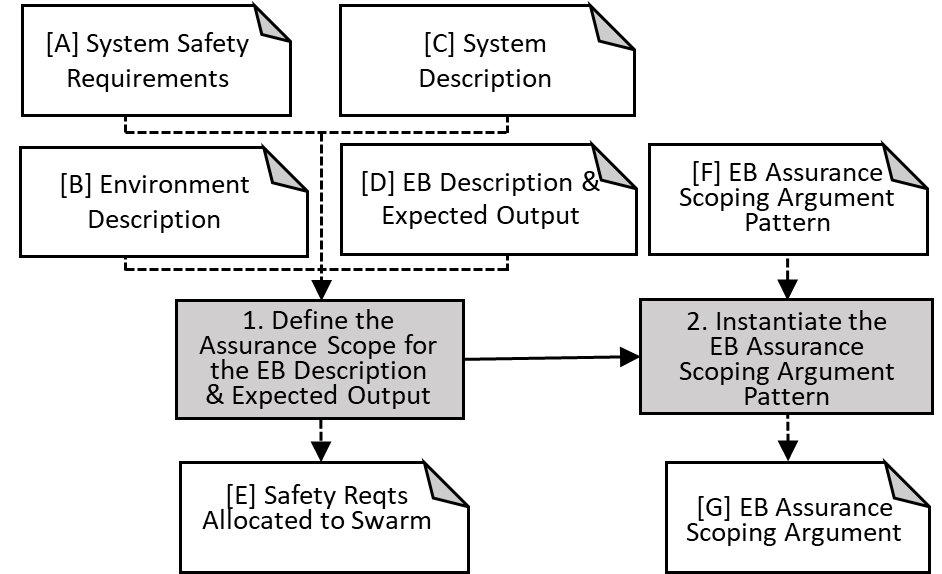 [A] System Safety
Requirements
[C] System
Description
[B] Environment
Description
[D] EB Description &
Expected Output
[F] EB Assurance
Scoping Argument
Pattern
1. Define the
Assurance Scope for
the EB Description
& Expected Output
2. Instantiate the
EB Assurance
Scoping Argument
Pattern
[E] Safety Reqts
Allocated to Swarm
[G] EB Assurance
Scoping Argument